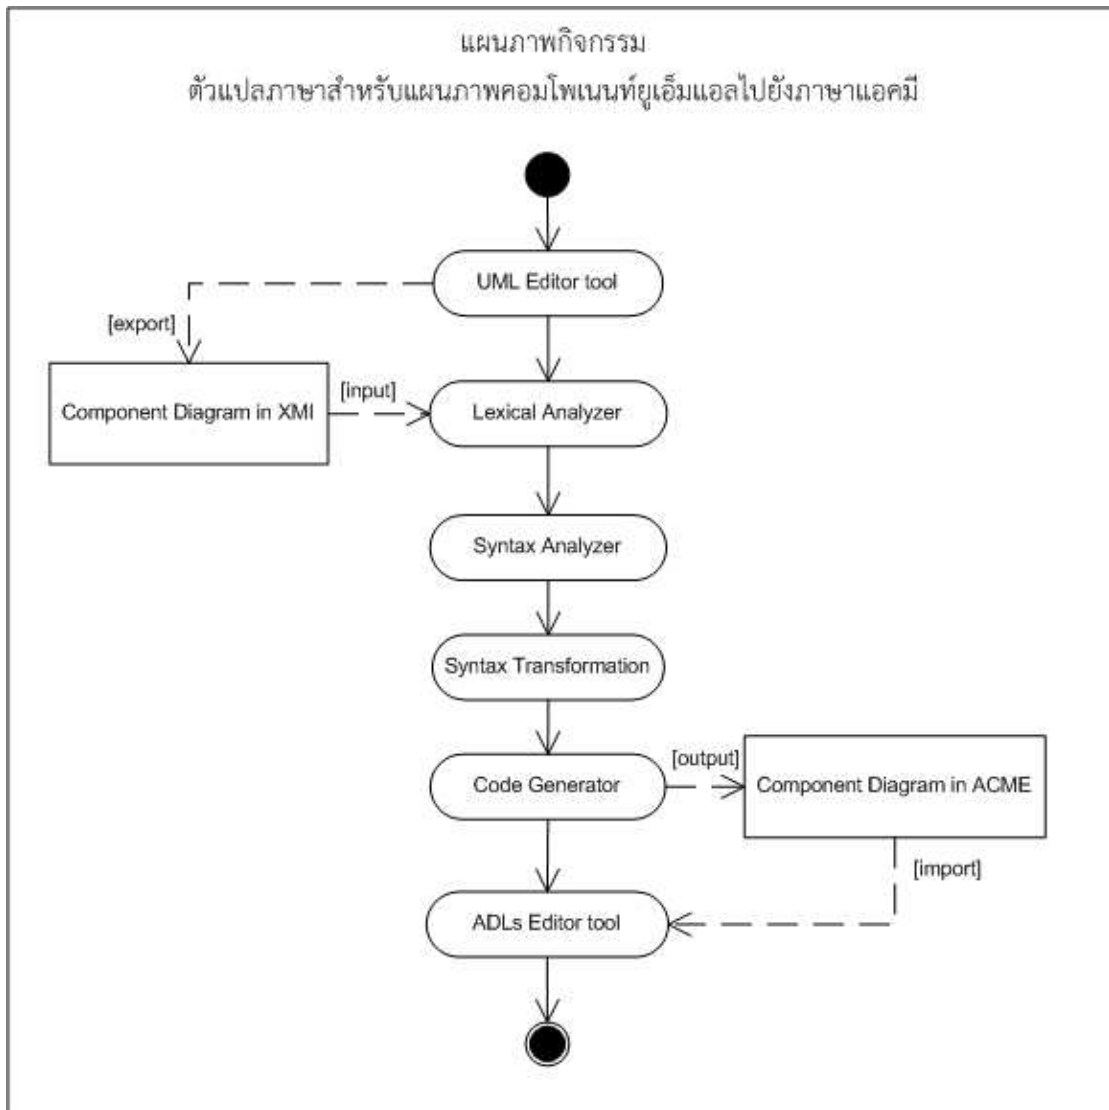 แผนภาพกิจกรรม
ตัวแปลภาษาสำหรับแผนภาพคอมโพเนนท์ยูเอ็มแอลไปยังภาษาแอคมี
UML Editor tool
[export]
Component Diagram in XMI
[input]
Lexical Analyzer
Syntax Analyzer
Syntax Transformation
Code Generator
[output]
Component Diagram in ACME
[import]
ADLs Editor tool